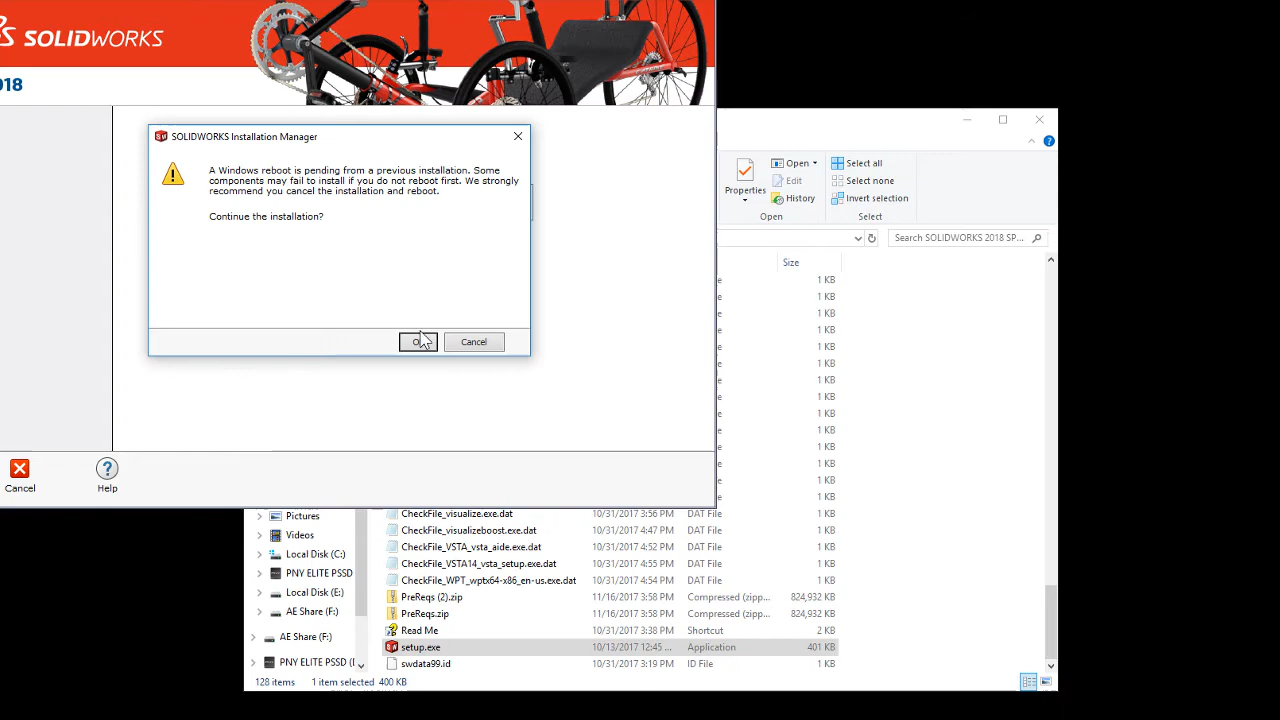 SOLIDWORKS
018
SOLIDWORKS Installation Manager
A Windows reboot is pending from a previous installation. Some
components may fail to install if you do not reboot first. We strongly
recommend you cancel the installation and reboot.
Continue the installation?
Cancel
Cancel
Help
Properties
Open
Edit
History
Open
Select all
Select none
Invert selection
Select
Search SOLIDWORKS 2018 SP...
Size
e 1 KB
e 1 KB
e 1 KB
e 1 KB
e 1 KB
e 1 KB
e 1 KB
e 1 KB
e 1 KB
e 1 KB
e 1 KB
e 1 KB
e 1 KB
e 1 KB
Pictures
Videos
Local Disk (C:)
PNY ELITE PSSD
Local Disk (E:)
AE Share (F:)
AE Share (F:)
PNY ELITE PSSD (I
CheckFile_visualize.exe.dat 10/31/2017 3:56 PM DAT File 1 KB
CheckFile_visualizeboost.exe.dat 10/31/2017 4:47 PM DAT File 1 KB
CheckFile_VSTA_vsta_aide.exe.dat 10/31/2017 4:52 PM DAT File 1 KB
CheckFile_VSTA14_vsta_setup.exe.dat 10/31/2017 4:55 PM DAT File 1 KB
CheckFile_WPT_wptx64-x86_en-us.exe.dat 10/31/2017 4:54 PM DAT File 1 KB
PreReqs (2).zip 11/16/2017 3:58 PM Compressed (zipp... 824,932 KB
PreReqs.zip 11/16/2017 3:58 PM Compressed (zipp... 824,932 KB
Read Me 10/31/2017 3:38 PM Shortcut 2 KB
setup.exe 10/13/2017 12:45 ... Application 401 KB
swdata99.id 10/31/2017 3:19 PM ID File 1 KB
128 items 1 item selected 400 KB